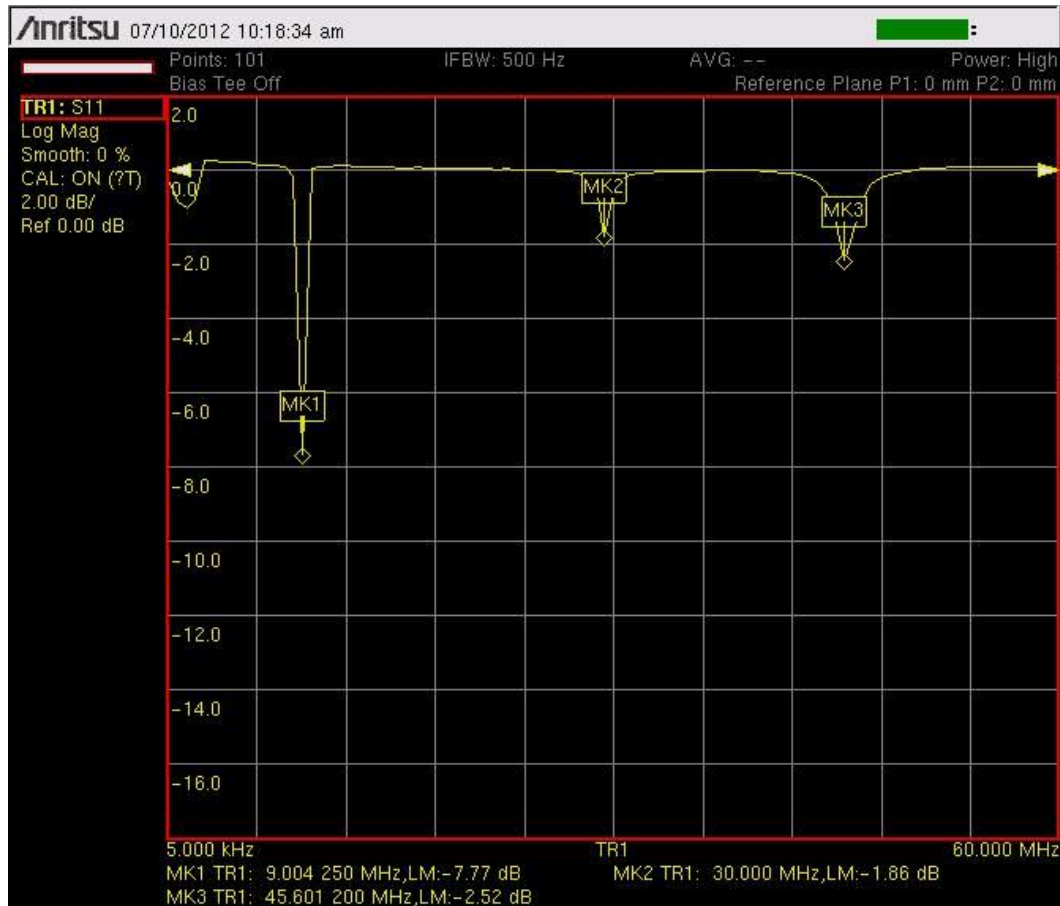 Anritsu 07/10/2012 10:18:34 am
Points: 101 IFBW: 500 Hz AVG: -- Power: High
Bias Tee Off Reference Plane P1: 0 mm P2: 0 mm
TR1: S11
Log Mag
Smooth: 0 %
CAL: ON (?T)
2.00 dB/
Ref 0.00 dB
2.0
0.0
MK2
MK3
-2.0
-4.0
MK1
-6.0
-8.0
-10.0
-12.0
-14.0
-16.0
5.000 kHz TR1 60.000 MHz
MK1 TR1: 9.004 250 MHz,LM:-7.77 dB MK2 TR1: 30.000 MHz,LM:-1.86 dB
MK3 TR1: 45.601 200 MHz,LM:-2.52 dB